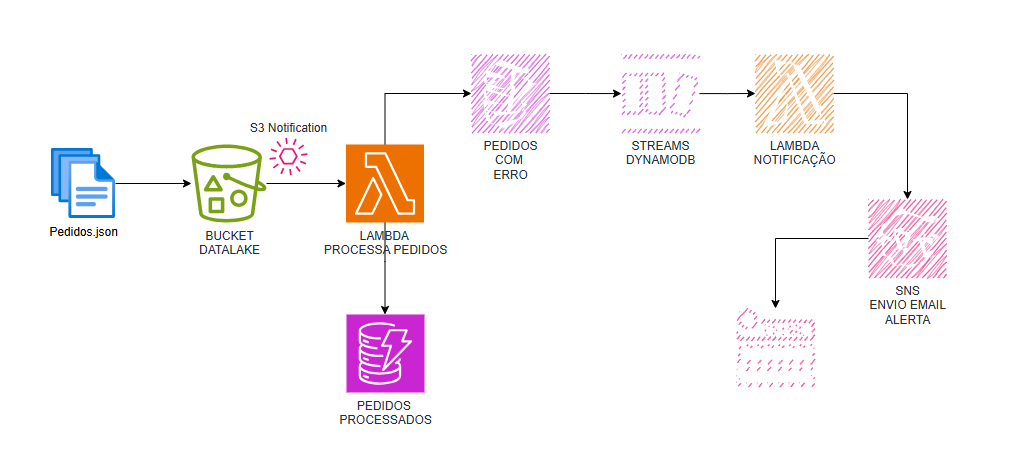 S3 Notification
Pedidos.json
BUCKET
DATALAKE
LAMBDA
PROCESSA PEDIDOS
PEDIDOS
PROCESSADOS
PEDIDOS
COM
ERRO
STREAMS
DYNAMODB
LAMBDA
NOTIFICAÇÃO
SNS
ENVIO EMAIL
ALERTA